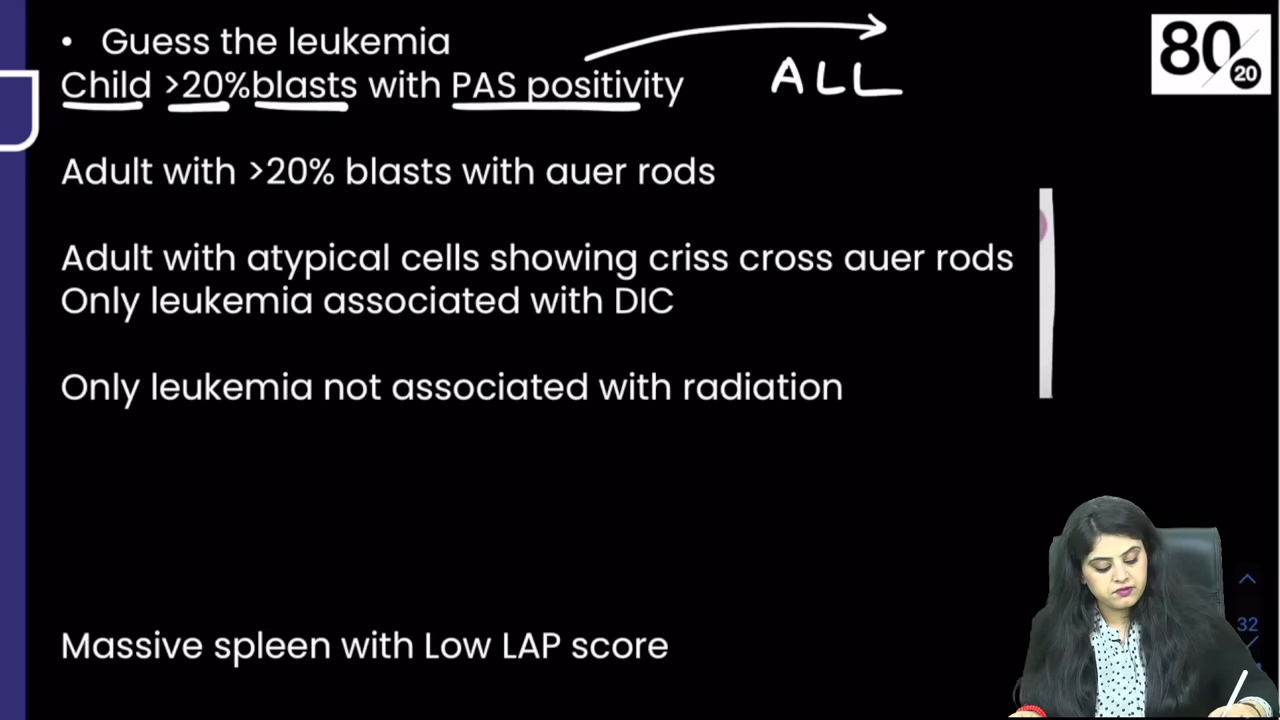 • Guess the leukemia
Child >20%blasts with PAS positivity
ALL
Adult with >20% blasts with auer rods
Adult with atypical cells showing criss cross auer rods
Only leukemia associated with DIC
Only leukemia not associated with radiation
Massive spleen with Low LAP score
80/20
32